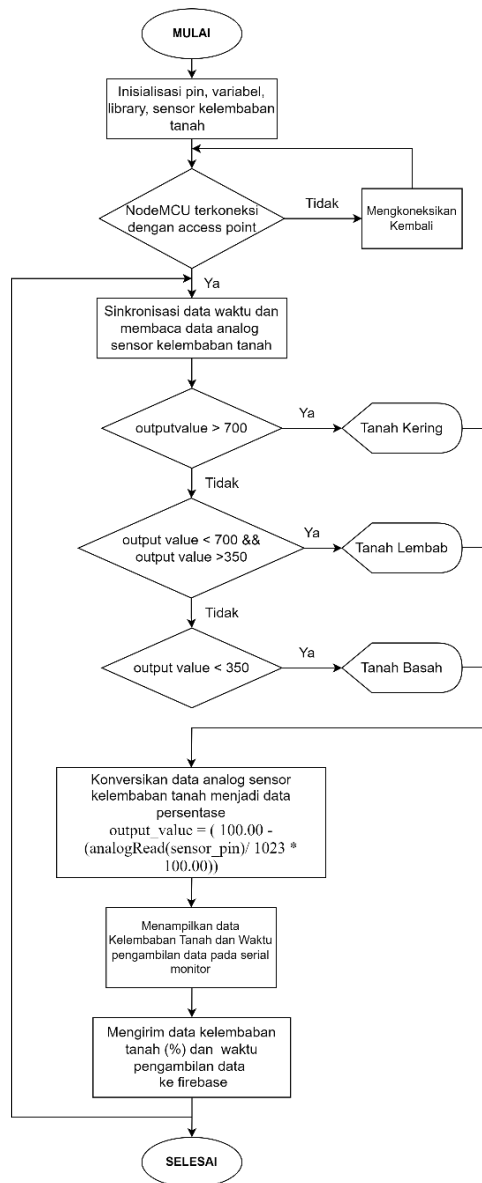 MULAI
Inisialisasi pin, variabel,
library, sensor kelembaban
tanah
NodeMCU terkoneksi
dengan access point
Tidak
Mengkoneksikan
Kembali
Ya
Sinkronisasi data waktu dan
membaca data analog
sensor kelembaban tanah
outputvalue > 700
Ya
Tanah Kering
Tidak
output value < 700 &&
output value >350
Ya
Tanah Lembab
Tidak
output value < 350
Ya
Tanah Basah
Konversikan data analog sensor
kelembaban tanah menjadi data
persentase
output_value = ( 100.00 -
(analogRead(sensor_pin)/ 1023 *
100.00))
Menampilkan data
Kelembaban Tanah dan Waktu
pengambilan data pada serial
monitor
Mengirim data kelembaban
tanah (%) dan waktu
pengambilan data
ke firebase
SELESAI